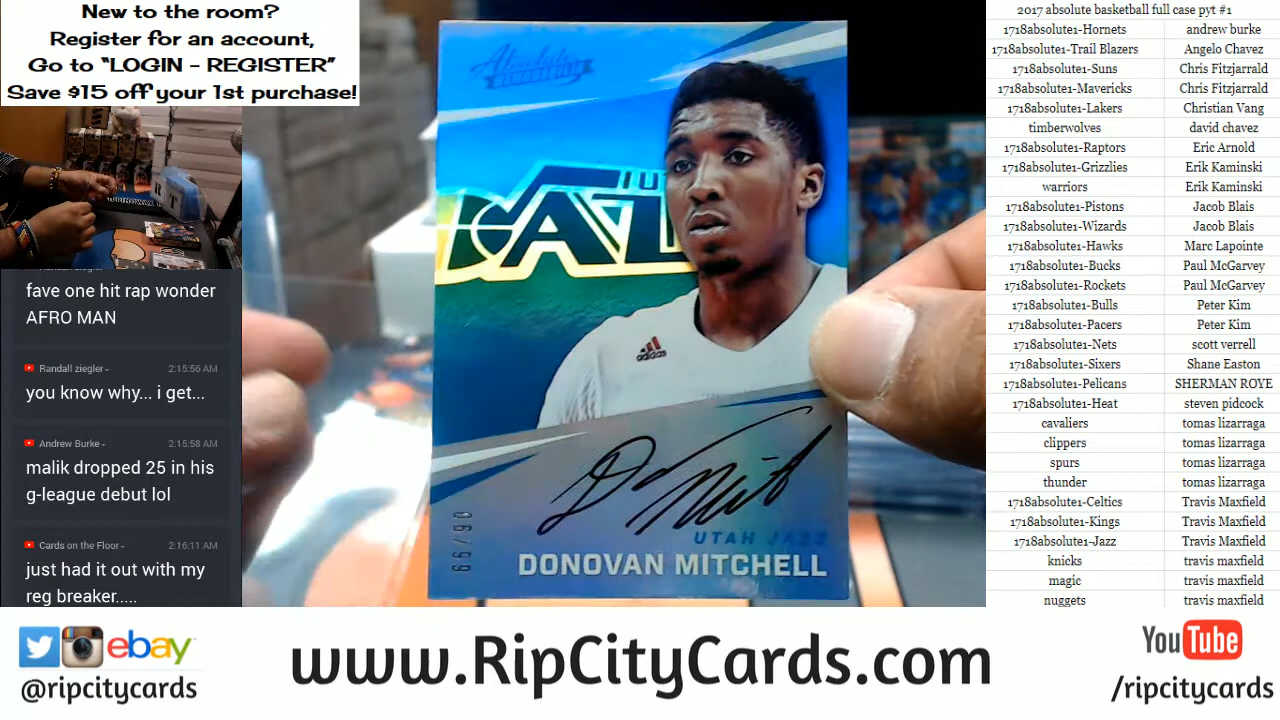 New to the room?
Register for an account,
Go to “LOGIN – REGISTER”
Save $15 off your 1st purchase!
Randall ziegler-
fave one hit rap wonder
AFRO MAN
Randall ziegler- 2:15:56 AM
you know why... i get...
Andrew Burke- 2:15:58 AM
malik dropped 25 in his
g-league debut lol
Cards on the Floor- 2:16:11 AM
just had it out with my
reg breaker.....
Absolute
adidas
UTAH JAZZ
DONOVAN MITCHELL
2017 absolute basketball full case pyt #1
1718absolute1-Hornets andrew burke
1718absolute1-Trail Blazers Angelo Chavez
1718absolute1-Suns Chris Fitzjarrald
1718absolute1-Mavericks Chris Fitzjarrald
1718absolute1-Lakers Christian Vang
timberwolves david chavez
1718absolute1-Raptors Eric Arnold
1718absolute1-Grizzlies Erik Kaminski
warriors Erik Kaminski
1718absolute1-Pistons Jacob Blais
1718absolute1-Wizards Jacob Blais
1718absolute1-Hawks Marc Lapointe
1718absolute1-Bucks Paul McGarvey
1718absolute1-Rockets Paul McGarvey
1718absolute1-Bulls Peter Kim
1718absolute1-Pacers Peter Kim
1718absolute1-Nets scott verrell
1718absolute1-Sixers Shane Easton
1718absolute1-Pelicans SHERMAN ROYE
1718absolute1-Heat steven pidcock
cavaliers tomas lizarraga
clippers tomas lizarraga
spurs tomas lizarraga
thunder tomas lizarraga
1718absolute1-Celtics Travis Maxfield
1718absolute1-Kings Travis Maxfield
1718absolute1-Jazz Travis Maxfield
knicks travis maxfield
magic travis maxfield
nuggets travis maxfield
ebay
@ripcitycards
www.RipCityCards.com
YouTube
/ripcitycards